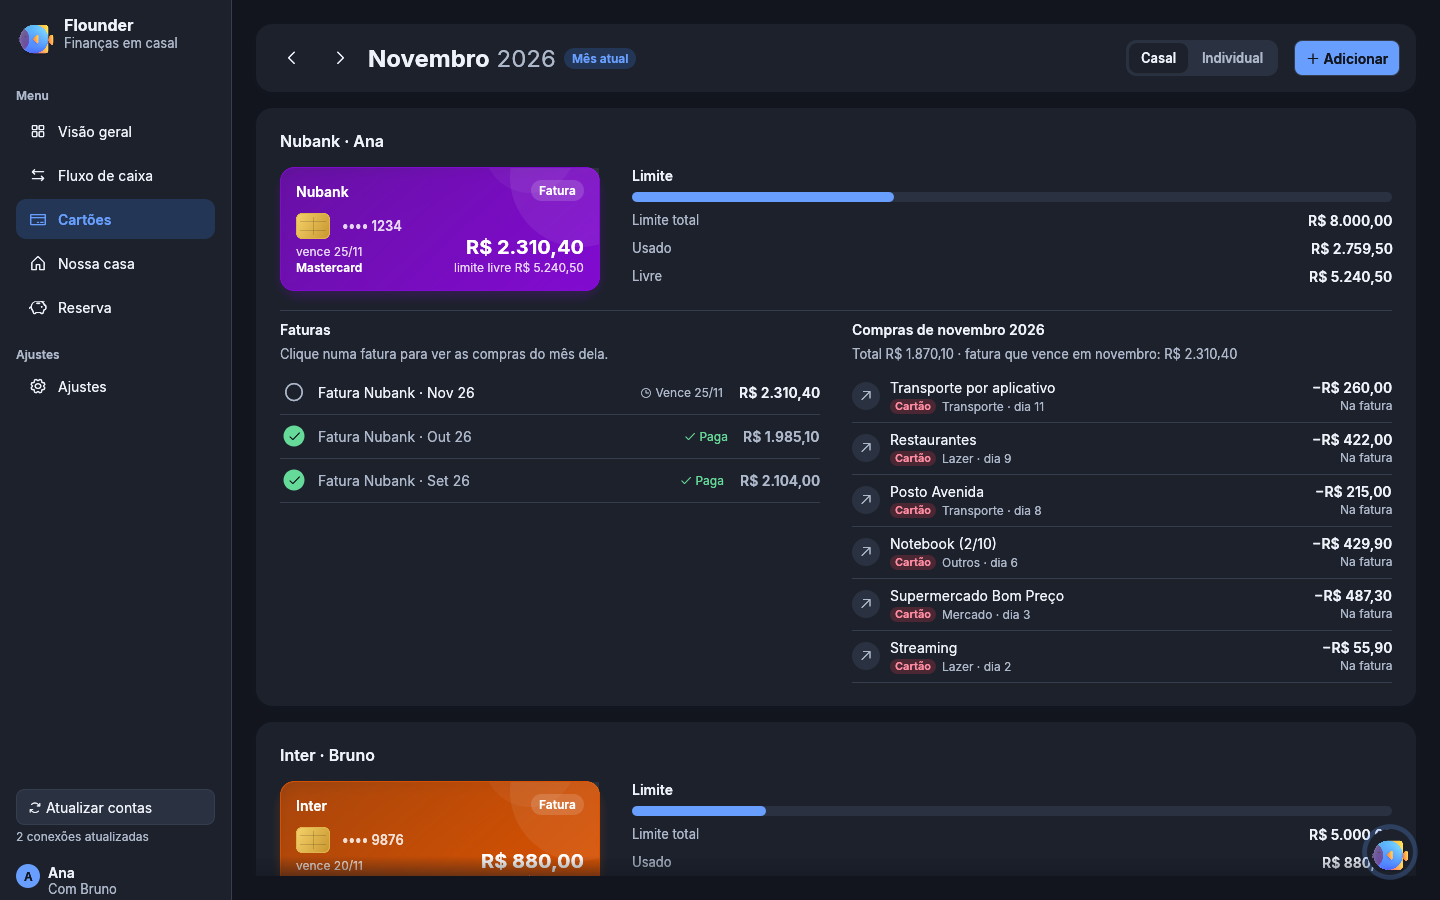 Flounder
Finanças em casal
Menu
Visão geral
Fluxo de caixa
Cartões
Nossa casa
Reserva
Ajustes
Ajustes
Atualizar contas
2 conexões atualizadas
A
Ana
Com Bruno
Novembro 2026
Mês atual
Casal
Individual
+ Adicionar
Nubank · Ana
Nubank
Fatura
•••• 1234
vence 25/11
R$ 2.310,40
Mastercard
limite livre R$ 5.240,50
Limite
Limite total
R$ 8.000,00
Usado
R$ 2.759,50
Livre
R$ 5.240,50
Faturas
Clique numa fatura para ver as compras do mês dela.
Fatura Nubank · Nov 26
Vence 25/11
R$ 2.310,40
Fatura Nubank · Out 26
Paga
R$ 1.985,10
Fatura Nubank · Set 26
Paga
R$ 2.104,00
Compras de novembro 2026
Total R$ 1.870,10 · fatura que vence em novembro: R$ 2.310,40
Transporte por aplicativo
−R$ 260,00
Cartão Transporte · dia 11
Na fatura
Restaurantes
−R$ 422,00
Cartão Lazer · dia 9
Na fatura
Posto Avenida
−R$ 215,00
Cartão Transporte · dia 8
Na fatura
Notebook (2/10)
−R$ 429,90
Cartão Outros · dia 6
Na fatura
Supermercado Bom Preço
−R$ 487,30
Cartão Mercado · dia 3
Na fatura
Streaming
−R$ 55,90
Cartão Lazer · dia 2
Na fatura
Inter · Bruno
Inter
Fatura
•••• 9876
vence 20/11
R$ 880,00
Limite
Limite total
R$ 5.000
Usado
R$ 880,